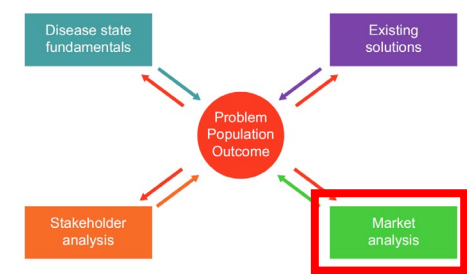 Disease state
fundamentals
Existing
solutions
Problem
Population
Outcome
Stakeholder
analysis
Market
analysis